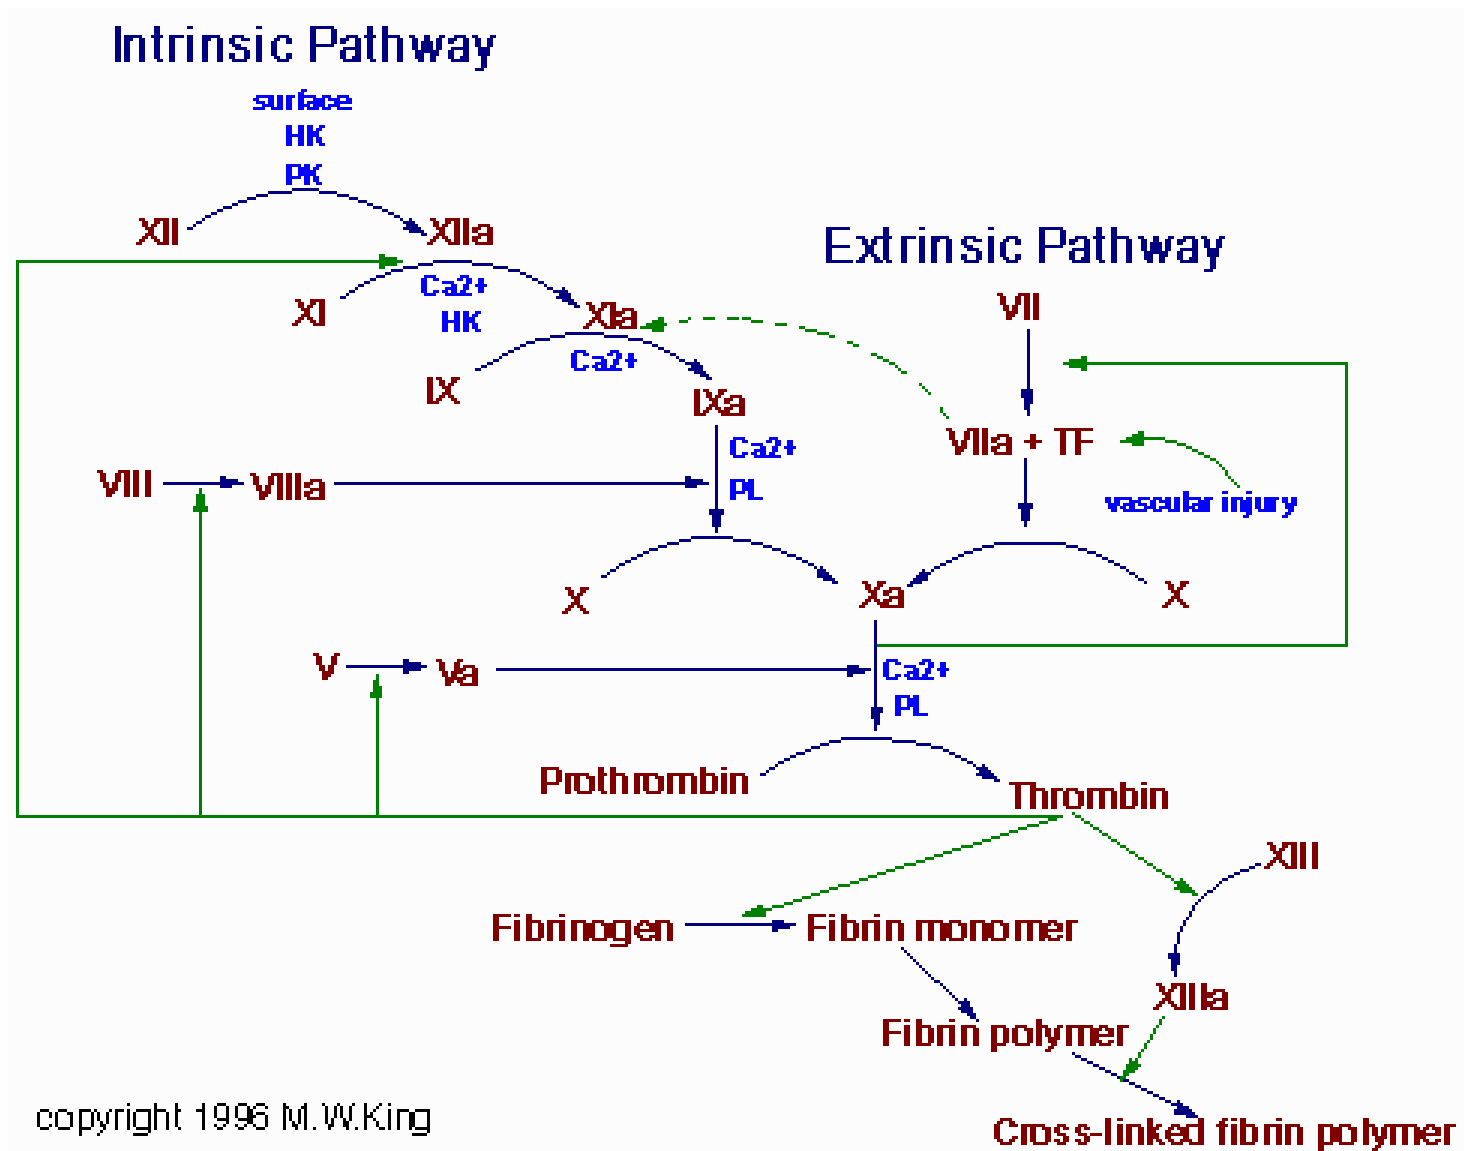 Intrinsic Pathway
surface
HK
PK
XII
XIIa
Extrinsic Pathway
XI
Ca2+
HK
XIa
VII
IX
Ca2+
IXa
VIIa + TF
Ca2+
PL
VIII
VIIIa
vascular injury
X
Xa
X
V
Va
Ca2+
PL
Prothrombin
Thrombin
XIII
Fibrinogen
Fibrin monomer
XIIIa
Fibrin polymer
copyright 1996 M.W.King
Cross-linked fibrin polymer